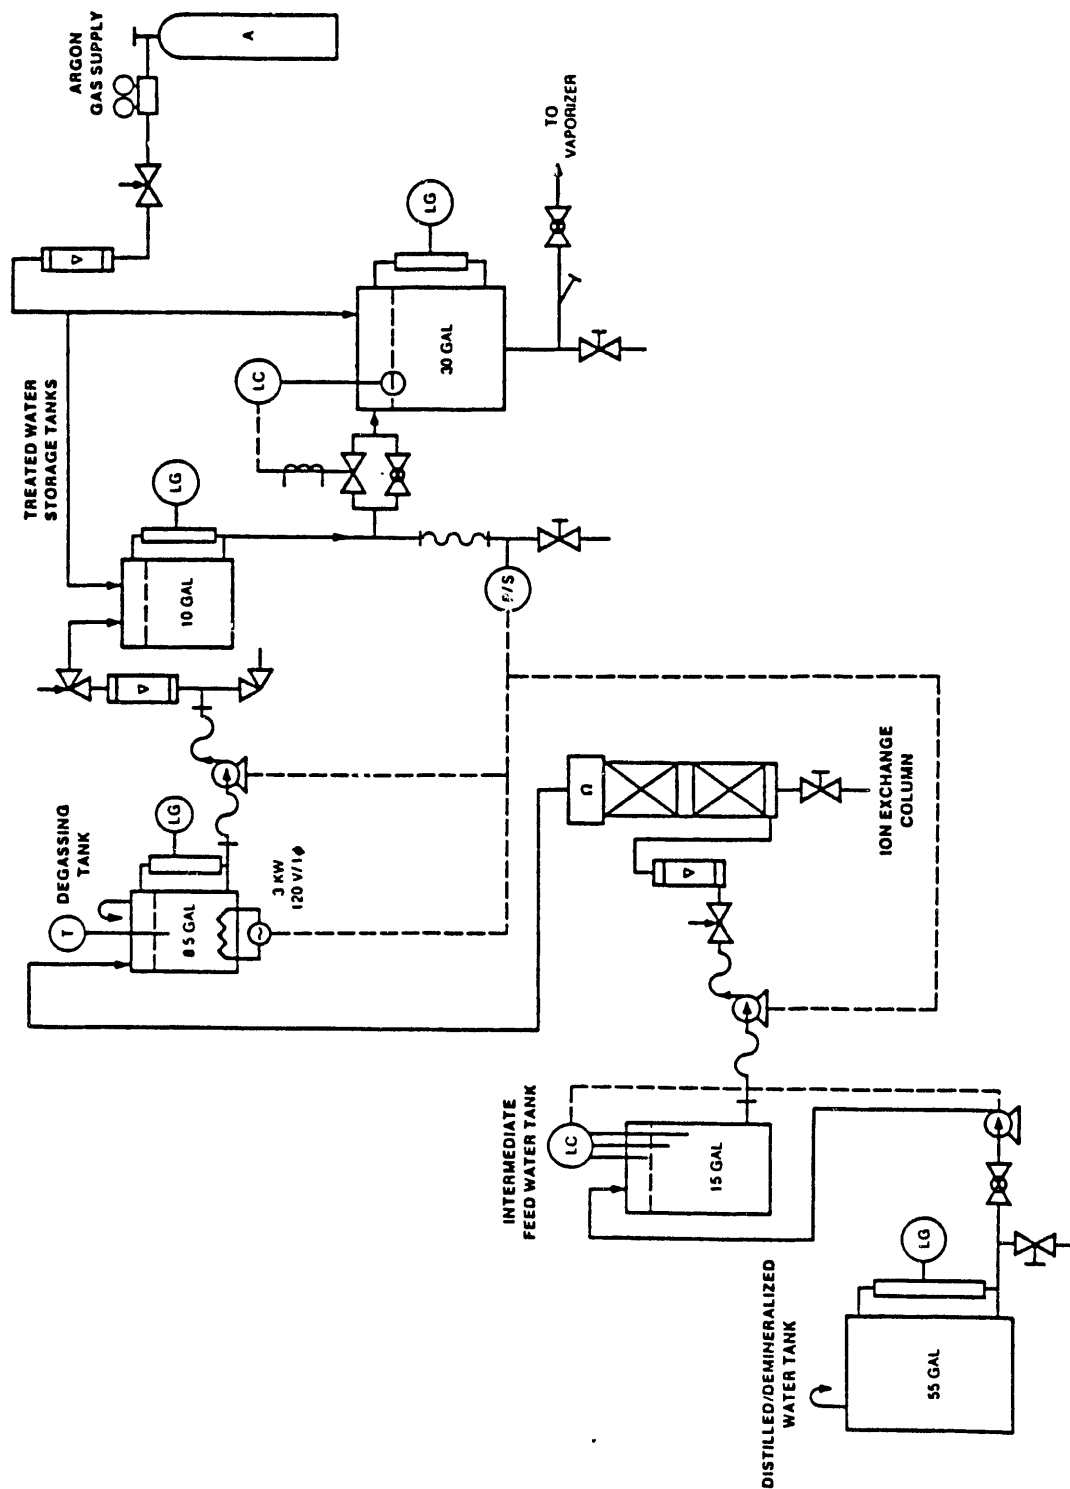 TREATED WATER
STORAGE TANKS
ARGON
GAS SUPPLY
A
DEGASSING
TANK
T
LG
8 5 GAL
3 KW
120 V/1ϕ
10 GAL
LG
LC
30 GAL
LG
TO
VAPORIZER
P/S
INTERMEDIATE
FEED WATER TANK
LC
15 GAL
Ω
ION EXCHANGE
COLUMN
DISTILLED/DEMINERALIZED
WATER TANK
55 GAL
LG